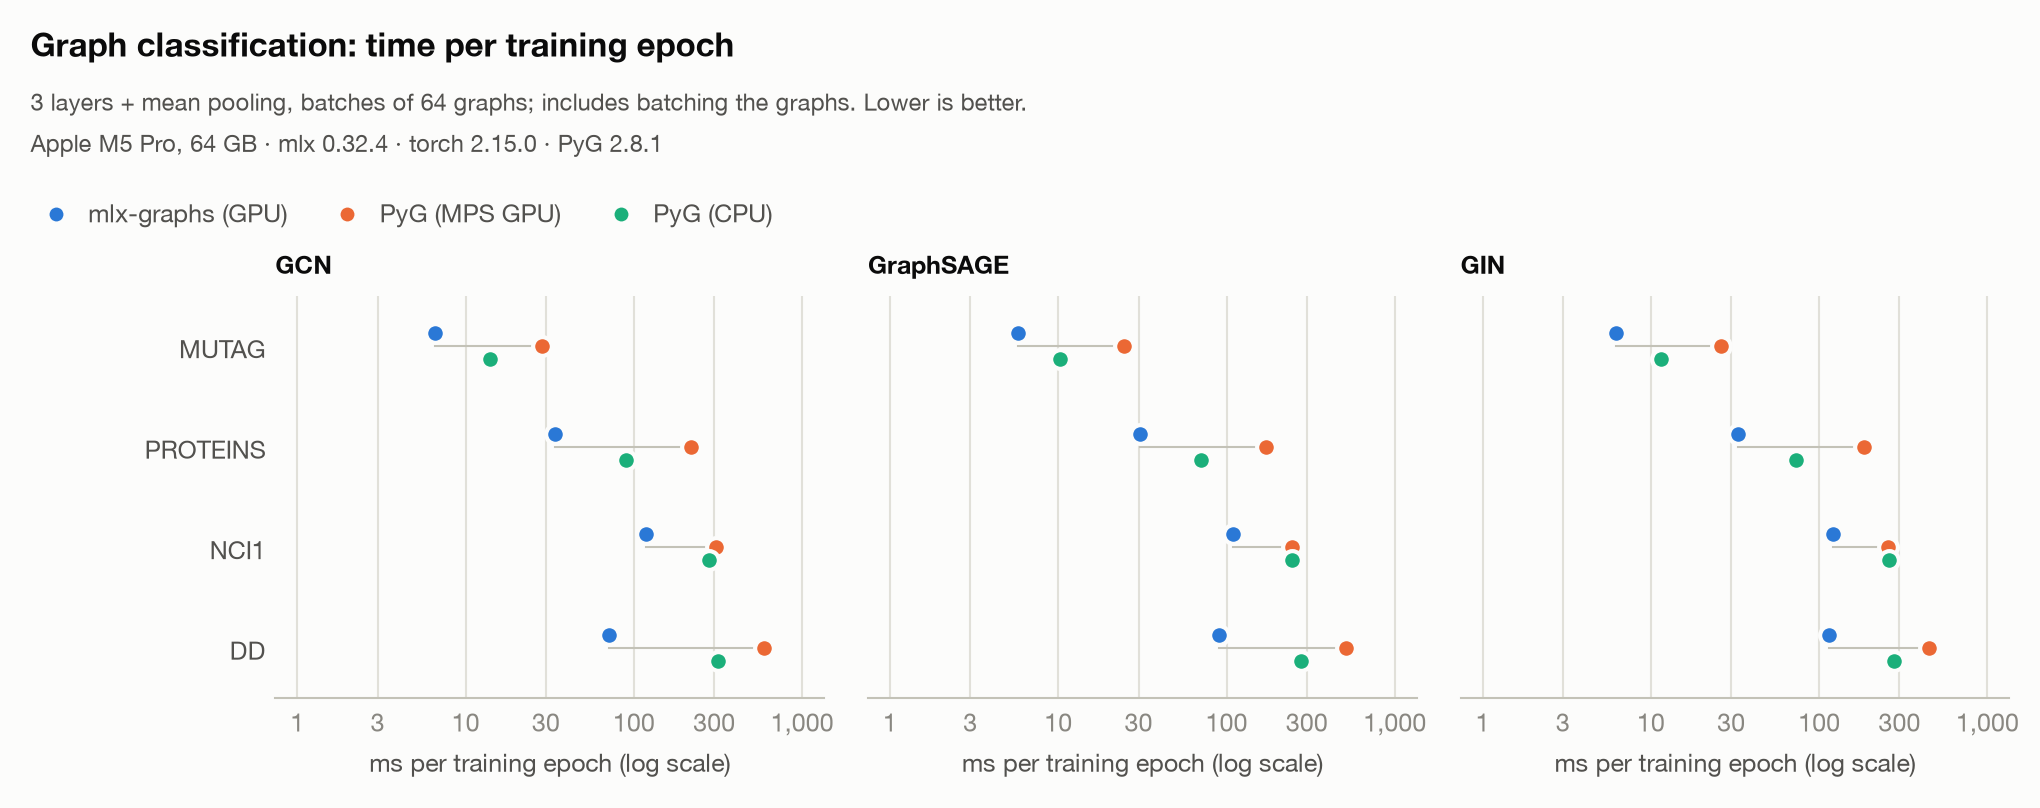 Graph classification: time per training epoch
3 layers + mean pooling, batches of 64 graphs; includes batching the graphs. Lower is better.
Apple M5 Pro, 64 GB · mlx 0.32.4 · torch 2.15.0 · PyG 2.8.1
mlx-graphs (GPU) PyG (MPS GPU) PyG (CPU)
GCN GraphSAGE GIN
MUTAG
PROTEINS
NCI1
DD
1 3 10 30 100 300 1,000 1 3 10 30 100 300 1,000 1 3 10 30 100 300 1,000
ms per training epoch (log scale) ms per training epoch (log scale) ms per training epoch (log scale)